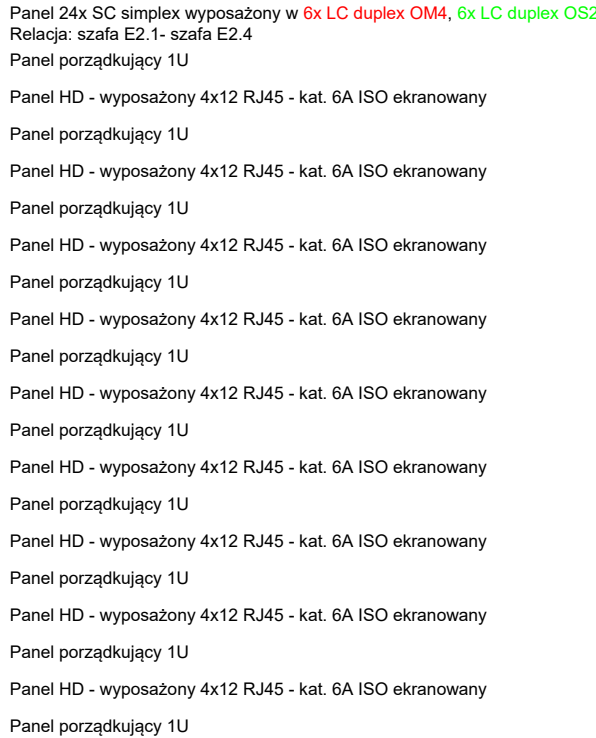 Panel 24x SC simplex wyposażony w 6x LC duplex OM4, 6x LC duplex OS2
Relacja: szafa E2.1- szafa E2.4
Panel porządkujący 1U
Panel HD - wyposażony 4x12 RJ45 - kat. 6A ISO ekranowany
Panel porządkujący 1U
Panel HD - wyposażony 4x12 RJ45 - kat. 6A ISO ekranowany
Panel porządkujący 1U
Panel HD - wyposażony 4x12 RJ45 - kat. 6A ISO ekranowany
Panel porządkujący 1U
Panel HD - wyposażony 4x12 RJ45 - kat. 6A ISO ekranowany
Panel porządkujący 1U
Panel HD - wyposażony 4x12 RJ45 - kat. 6A ISO ekranowany
Panel porządkujący 1U
Panel HD - wyposażony 4x12 RJ45 - kat. 6A ISO ekranowany
Panel porządkujący 1U
Panel HD - wyposażony 4x12 RJ45 - kat. 6A ISO ekranowany
Panel porządkujący 1U
Panel HD - wyposażony 4x12 RJ45 - kat. 6A ISO ekranowany
Panel porządkujący 1U
Panel HD - wyposażony 4x12 RJ45 - kat. 6A ISO ekranowany
Panel porządkujący 1U